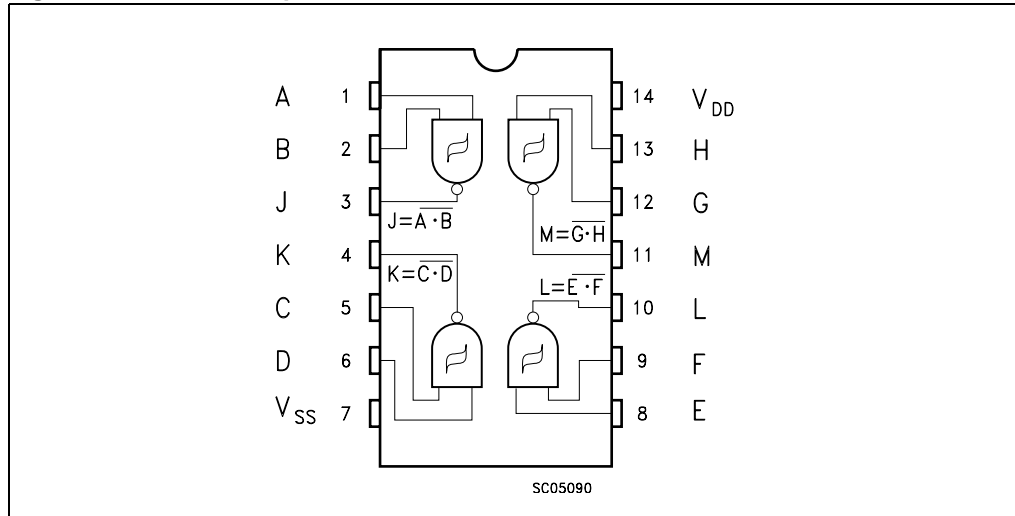 A 1 14 V_DD
B 2 13 H
J 3 12 G
J=A̅·̅B̅ M=G̅·̅H̅
K 4 11 M
K=C̅·̅D̅ L=E̅·̅F̅
C 5 10 L
D 6 9 F
V_SS 7 8 E
SC05090